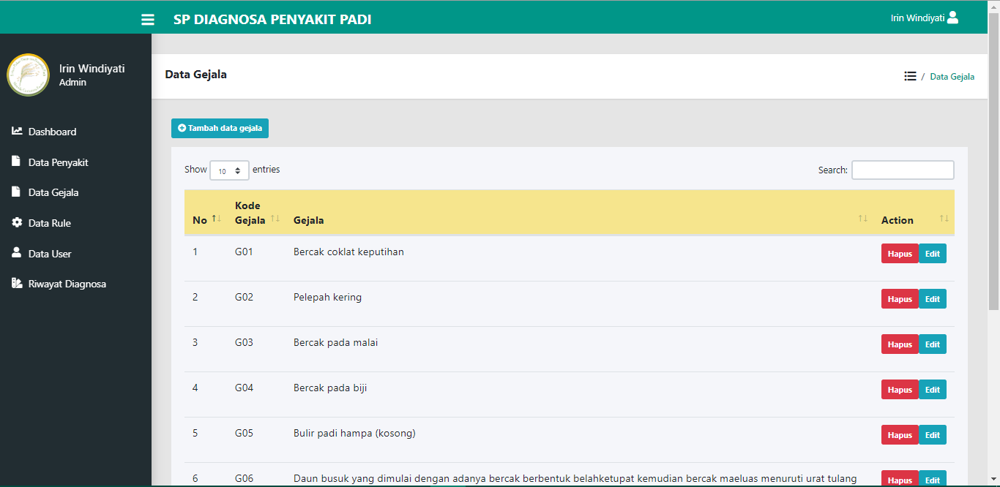 SP DIAGNOSA PENYAKIT PADI
Irin Windiyati
Irin Windiyati
Admin
Dashboard
Data Penyakit
Data Gejala
Data Rule
Data User
Riwayat Diagnosa
Data Gejala
/ Data Gejala
Tambah data gejala
Show 10 entries
Search:
No Kode Gejala Gejala Action
1 G01 Bercak coklat keputihan Hapus Edit
2 G02 Pelepah kering Hapus Edit
3 G03 Bercak pada malai Hapus Edit
4 G04 Bercak pada biji Hapus Edit
5 G05 Bulir padi hampa (kosong) Hapus Edit
6 G06 Daun busuk yang dimulai dengan adanya bercak berbentuk belahketupat kemudian bercak maeluas menuruti urat tulang Hapus Edit